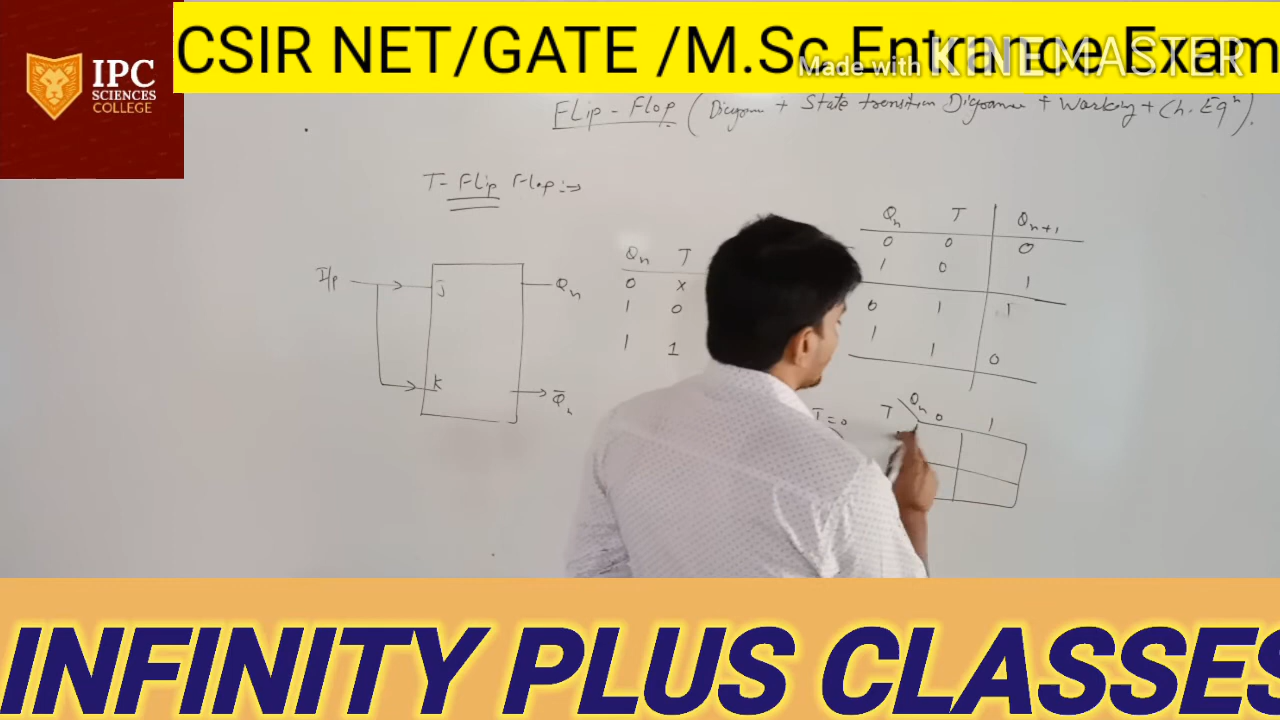 CSIR NET/GATE /M.Sc Entrance Exam
Made with KINEMASTER
IPC
SCIENCES
COLLEGE
FLip - Flop (Diagram + State transition Digrame + Working + Ch. Eqⁿ).
T- Flip Flop :→
I/p
J
Qn
K
Q̅n
Qn T
0 x
1 0
1 1
Qn T Qn+1
0 0 0
1 0 1
0 1 1
1 1 0
T=0
T Qn 0 1
INFINITY PLUS CLASSES